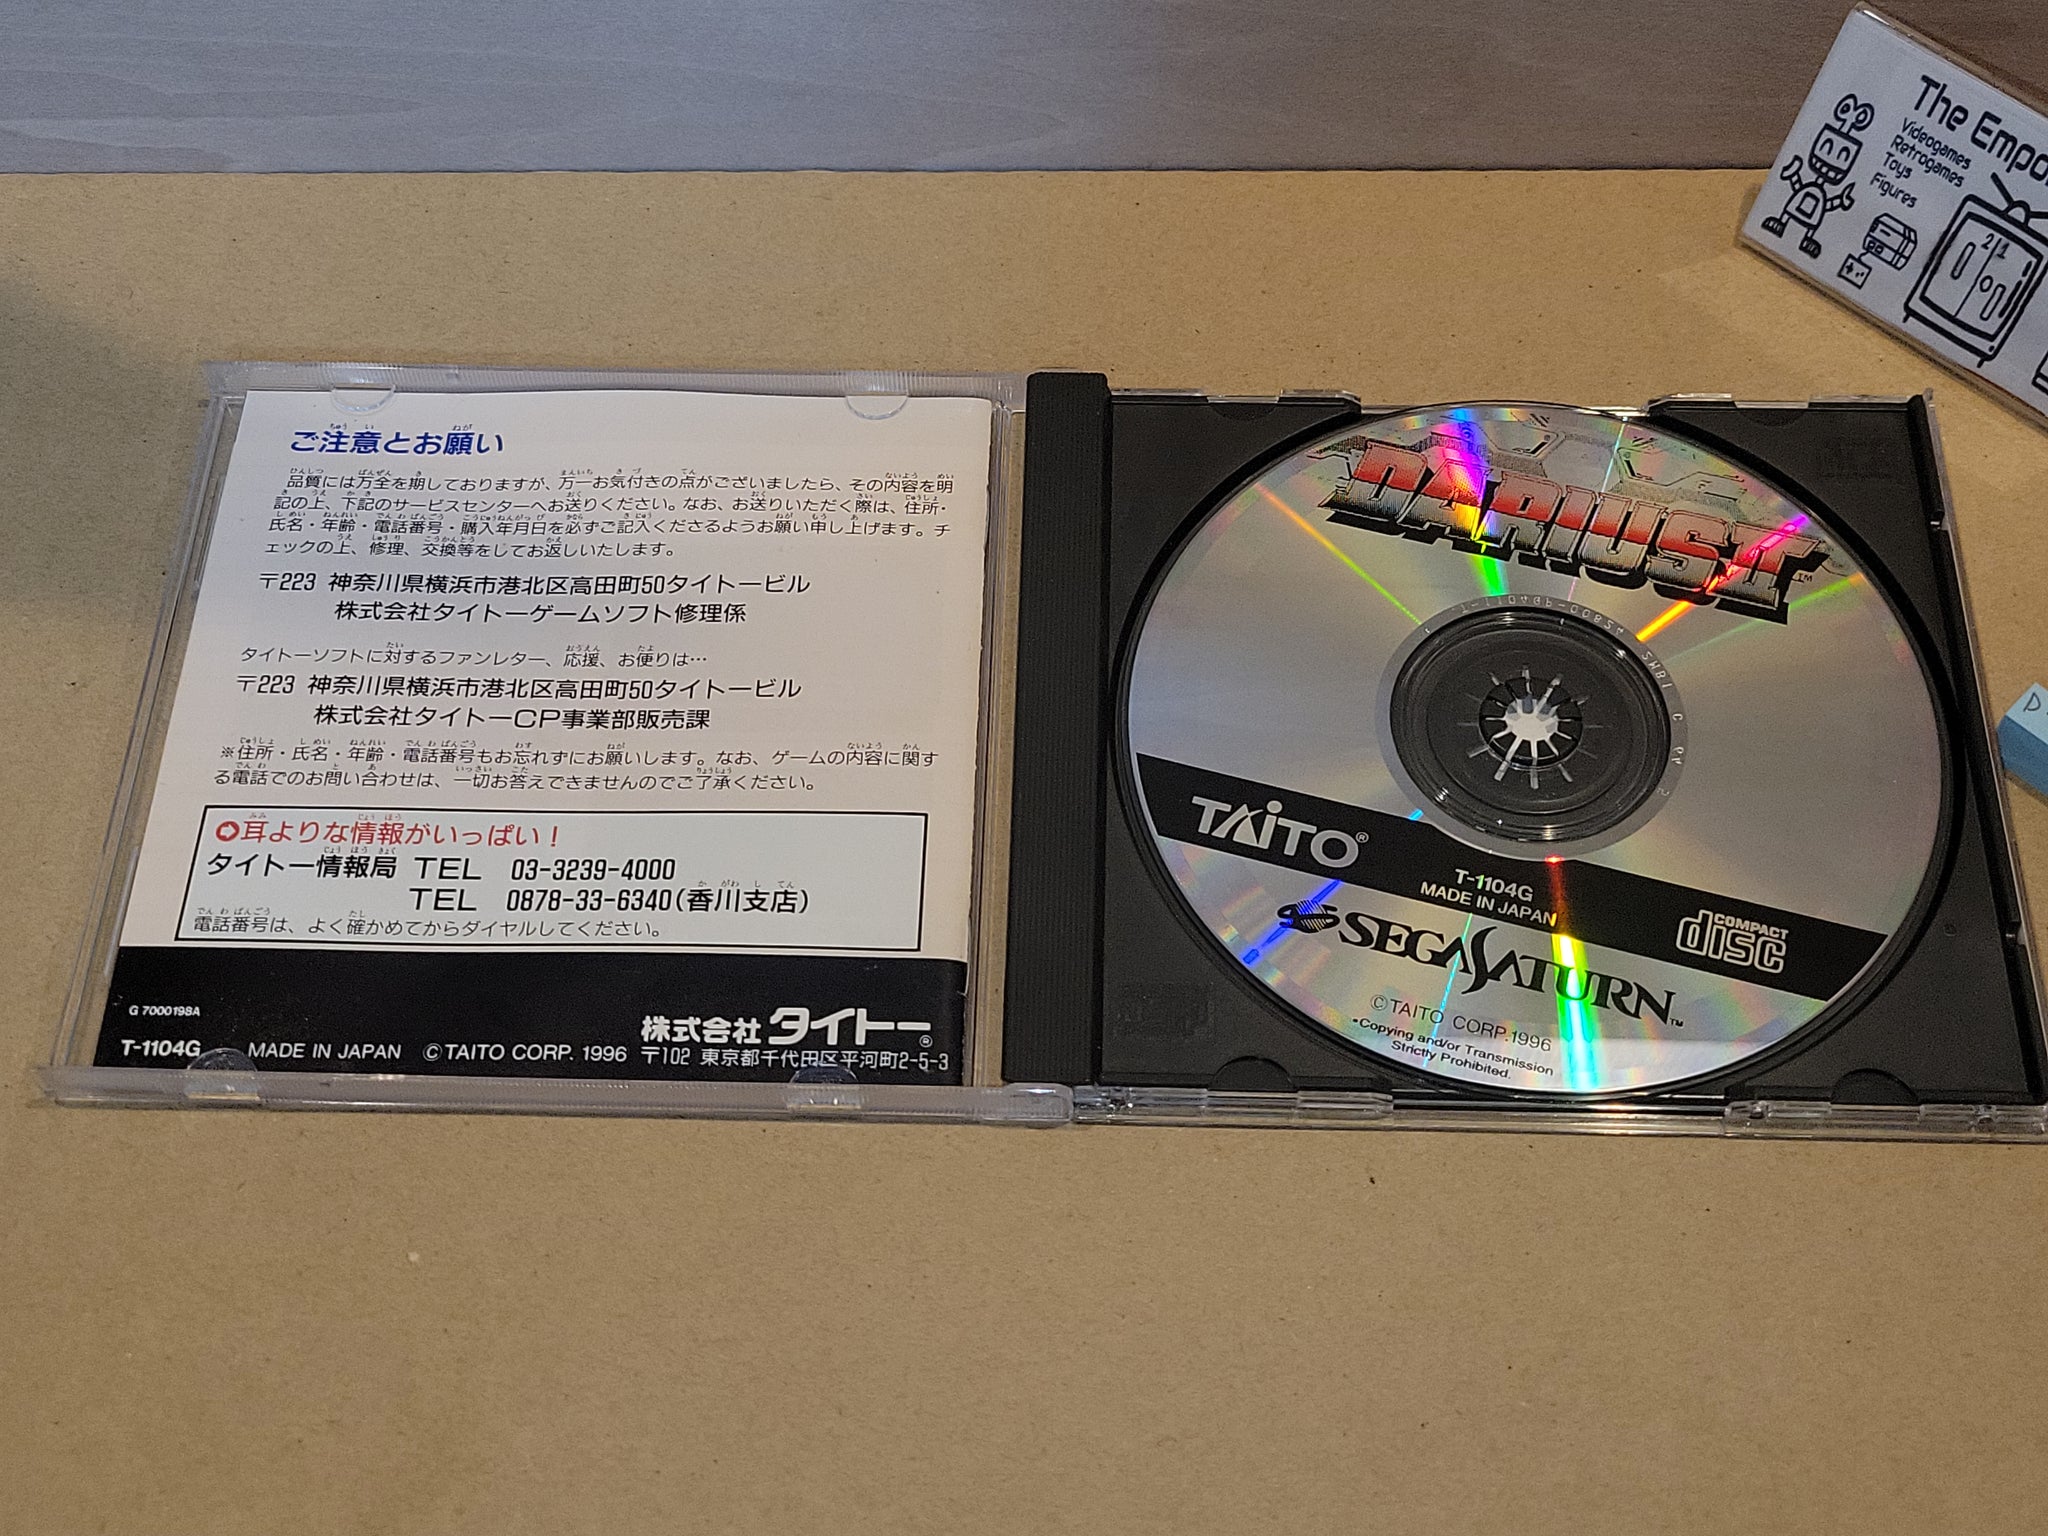 The Empo
Videogames
Retrogames
Toys
Figures
ご注意とお願い
品質には万全を期しておりますが、万一お気付きの点がございましたら、その内容を明
記の上、下記のサービスセンターへお送りください。なお、お送りいただく際は、住所・
氏名・年齢・電話番号・購入年月日を必ずご記入くださるようお願い申し上げます。チ
ェックの上、修理、交換等をしてお返しいたします。
〒223 神奈川県横浜市港北区高田町50タイトービル
株式会社タイトーゲームソフト修理係
タイトーソフトに対するファンレター、応援、お便りは…
〒223 神奈川県横浜市港北区高田町50タイトービル
株式会社タイトーCP事業部販売課
※住所・氏名・年齢・電話番号もお忘れずにお願いします。なお、ゲームの内容に関す
る電話でのお問い合わせは、一切お答えできませんのでご了承ください。
耳よりな情報がいっぱい！
タイトー情報局 TEL 03-3239-4000
TEL 0878-33-6340(香川支店)
電話番号は、よく確かめてからダイヤルしてください。
G 7000198A
株式会社タイトー®
T-1104G MADE IN JAPAN ©TAITO CORP. 1996 〒102 東京都千代田区平河町2-5-3
DARIUS II™
TAITO®
T-1104G
MADE IN JAPAN
COMPACT
disc
SEGA SATURN™
©TAITO CORP.1996
•Copying and/or Transmission
Strictly Prohibited.